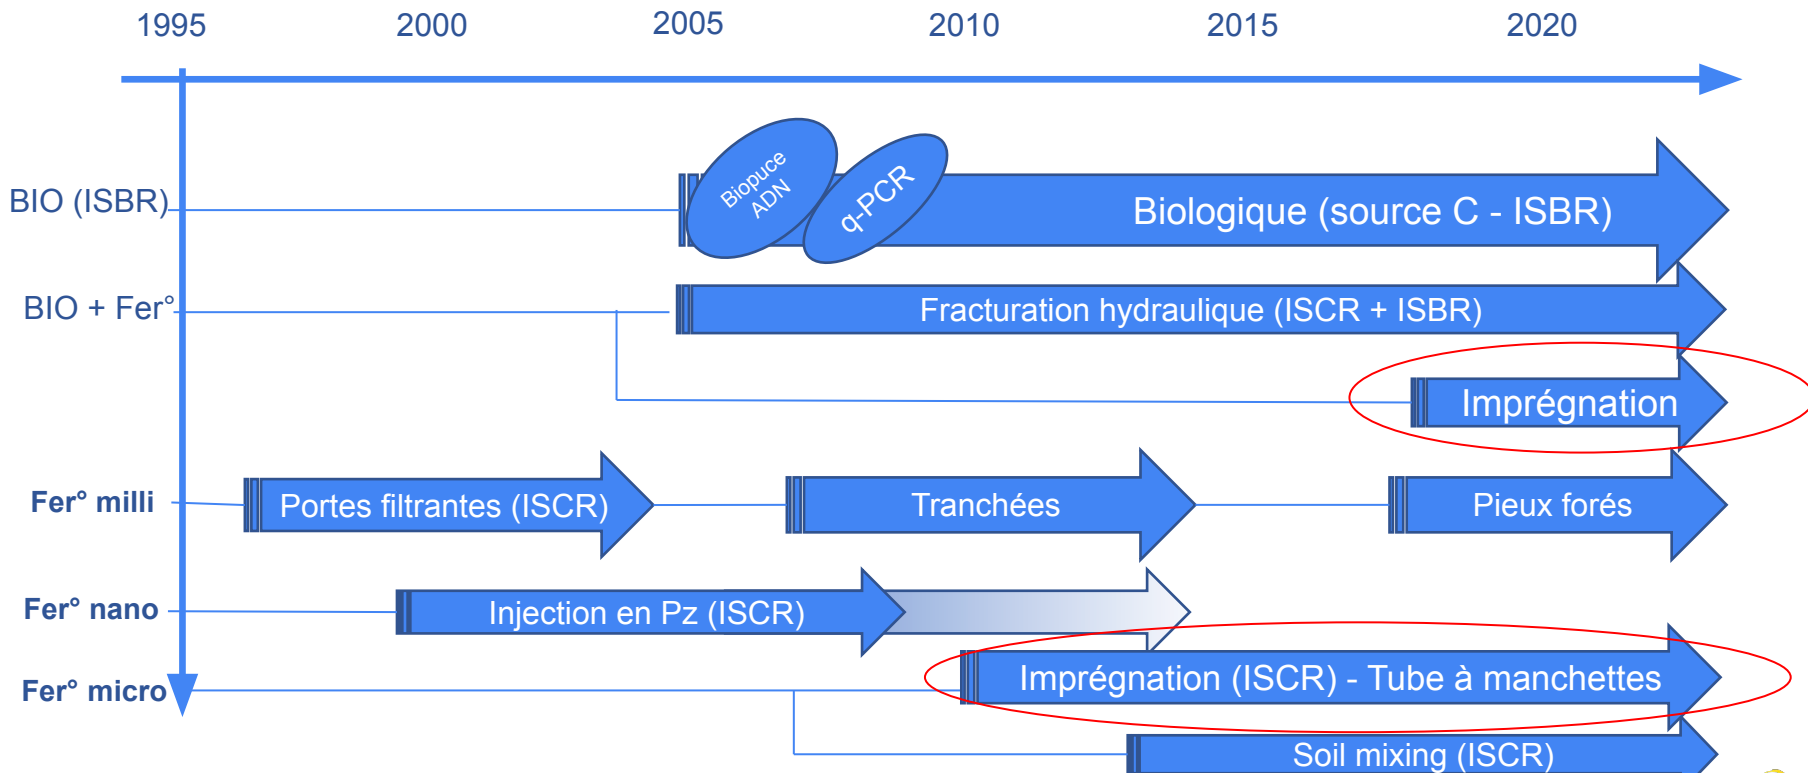 1995 2000 2005 2010 2015 2020
BIO (ISBR)
Biopuce
ADN
q-PCR
Biologique (source C - ISBR)
BIO + Fer°
Fracturation hydraulique (ISCR + ISBR)
Imprégnation
Fer° milli
Portes filtrantes (ISCR)
Tranchées
Pieux forés
Fer° nano
Injection en Pz (ISCR)
Fer° micro
Imprégnation (ISCR) - Tube à manchettes
Soil mixing (ISCR)